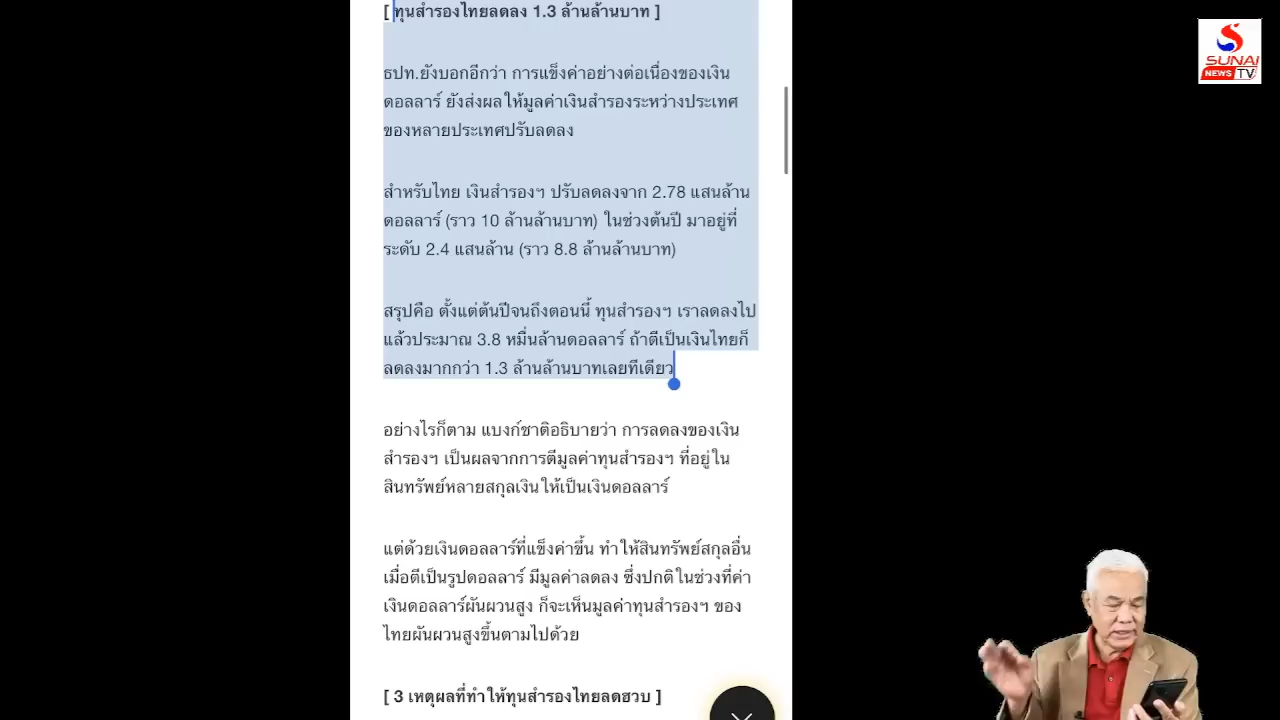 [ ทุนสำรองไทยลดลง 1.3 ล้านล้านบาท ]
SUNAI
NEWS TV
ธปท.ยังบอกอีกว่า การแข็งค่าอย่างต่อเนื่องของเงิน
ดอลลาร์ ยังส่งผลให้มูลค่าเงินสำรองระหว่างประเทศ
ของหลายประเทศปรับลดลง
สำหรับไทย เงินสำรองฯ ปรับลดลงจาก 2.78 แสนล้าน
ดอลลาร์ (ราว 10 ล้านล้านบาท) ในช่วงต้นปี มาอยู่ที่
ระดับ 2.4 แสนล้าน (ราว 8.8 ล้านล้านบาท)
สรุปคือ ตั้งแต่ต้นปีจนถึงตอนนี้ ทุนสำรองฯ เราลดลงไป
แล้วประมาณ 3.8 หมื่นล้านดอลลาร์ ถ้าตีเป็นเงินไทยก็
ลดลงมากกว่า 1.3 ล้านล้านบาทเลยทีเดียว
อย่างไรก็ตาม แบงก์ชาติอธิบายว่า การลดลงของเงิน
สำรองฯ เป็นผลจากการตีมูลค่าทุนสำรองฯ ที่อยู่ใน
สินทรัพย์หลายสกุลเงินให้เป็นเงินดอลลาร์
แต่ด้วยเงินดอลลาร์ที่แข็งค่าขึ้น ทำให้สินทรัพย์สกุลอื่น
เมื่อตีเป็นรูปดอลลาร์ มีมูลค่าลดลง ซึ่งปกติในช่วงที่ค่า
เงินดอลลาร์ผันผวนสูง ก็จะเห็นมูลค่าทุนสำรองฯ ของ
ไทยผันผวนสูงขึ้นตามไปด้วย
[ 3 เหตุผลที่ทำให้ทุนสำรองไทยลดฮวบ ]